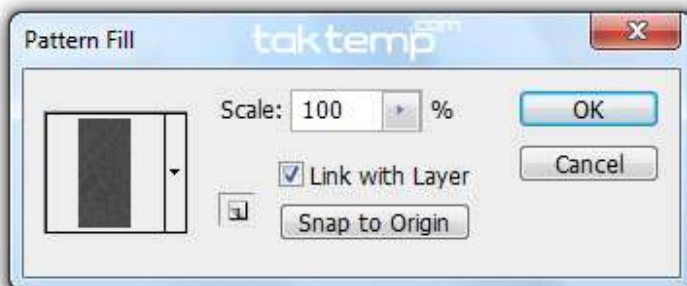 Pattern Fill
taktemp.com
Scale: 100 %
OK
Link with Layer
Cancel
Snap to Origin